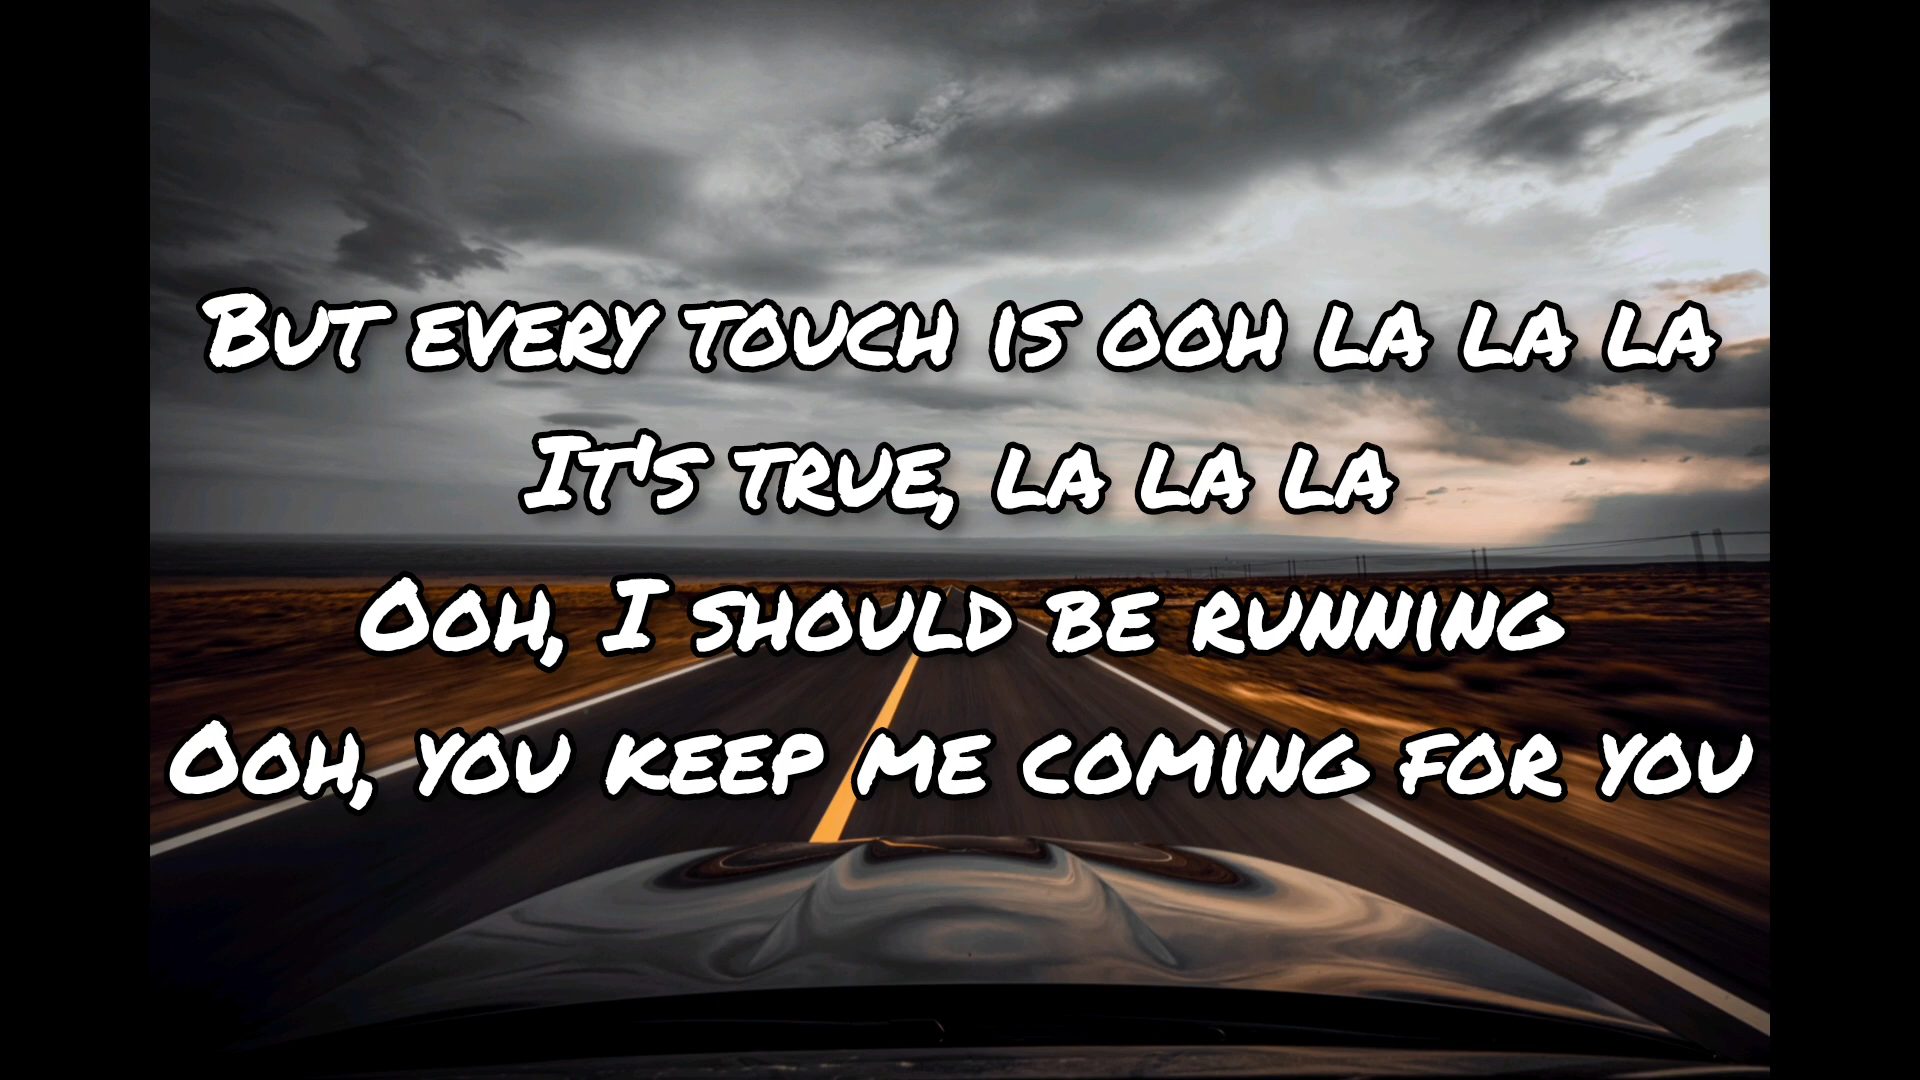 But every touch is ooh la la la
It's true, la la la
Ooh, I should be running
Ooh, you keep me coming for you